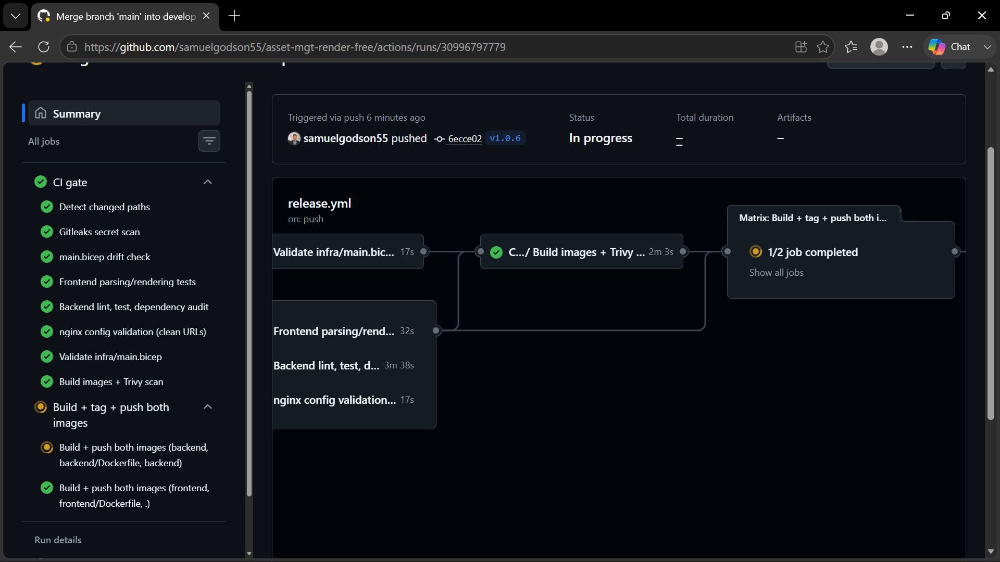 Merge branch 'main' into develop
https://github.com/samuelgodson55/asset-mgt-render-free/actions/runs/30996797779
Chat
Summary
All jobs
CI gate
Detect changed paths
Gitleaks secret scan
main.bicep drift check
Frontend parsing/rendering tests
Backend lint, test, dependency audit
nginx config validation (clean URLs)
Validate infra/main.bicep
Build images + Trivy scan
Build + tag + push both
images
Build + push both images (backend,
backend/Dockerfile, backend)
Build + push both images (frontend,
frontend/Dockerfile, .)
Run details
Triggered via push 6 minutes ago
samuelgodson55 pushed 6ecce02 v1.0.6
Status
In progress
Total duration
–
Artifacts
–
release.yml
on: push
Validate infra/main.bic... 17s
C.../ Build images + Trivy ... 2m 3s
Matrix: Build + tag + push both i...
1/2 job completed
Show all jobs
Frontend parsing/rend... 32s
Backend lint, test, d... 3m 38s
nginx config validation... 17s